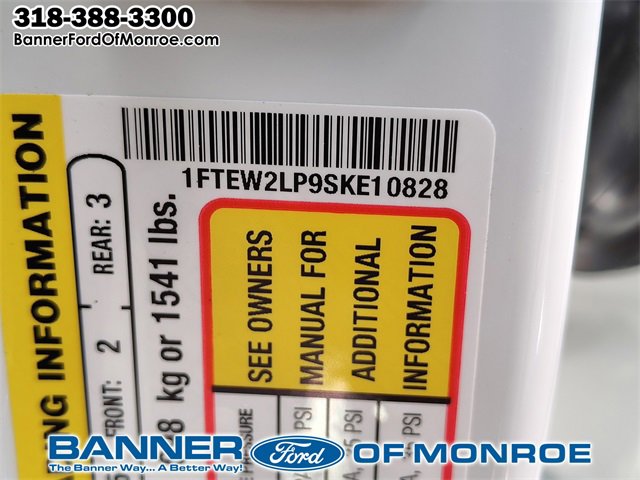 318-388-3300
BannerFordOfMonroe.com
1FTEW2LP9SKE10828
INFORMATION
FRONT: 2 REAR: 3
kg or 1541 lbs.
SEE OWNERS
MANUAL FOR
ADDITIONAL
INFORMATION
PSI
PSI
PSI
BANNER Ford OF MONROE
The Banner Way... A Better Way!